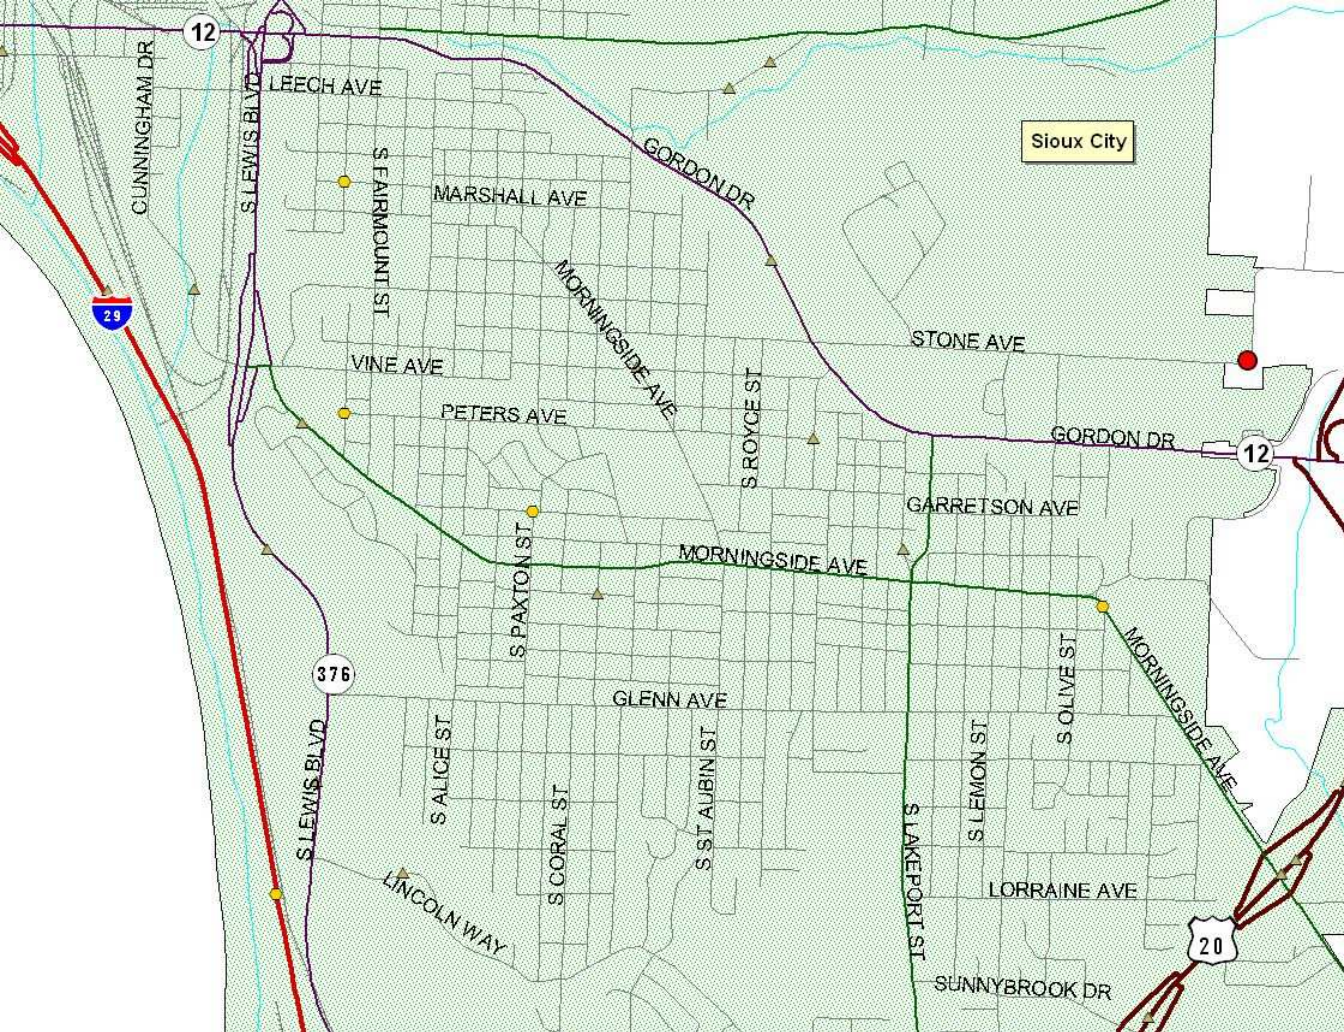 12
CUNNINGHAM DR
S LEWIS BLVD
LEECH AVE
Sioux City
GORDON DR
S FAIRMOUNT ST
MARSHALL AVE
MORNINGSIDE AVE
29
STONE AVE
VINE AVE
S ROYCE ST
PETERS AVE
GORDON DR
12
GARRETSON AVE
MORNINGSIDE AVE
S PAXTON ST
376
S OLIVE ST
MORNINGSIDE AVE
GLENN AVE
S LEWIS BLVD
S ALICE ST
S CORAL ST
S ST AUBIN ST
S LEMON ST
S LAKEPORT ST
LINCOLN WAY
LORRAINE AVE
20
SUNNYBROOK DR